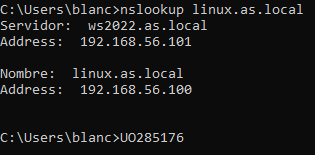 C:\Users\blanc>nslookup linux.as.local
Servidor:  ws2022.as.local
Address:  192.168.56.101
Nombre:  linux.as.local
Address:  192.168.56.100
C:\Users\blanc>UO285176